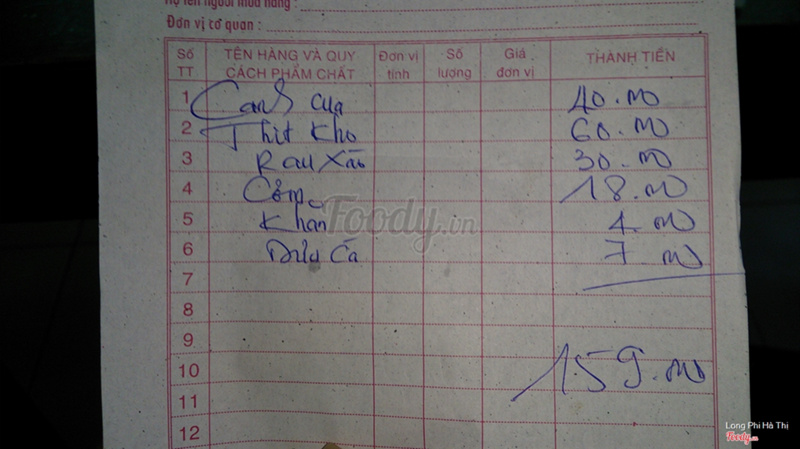 Họ tên người mua hàng :
Đơn vị cơ quan :
Số TT TÊN HÀNG VÀ QUY CÁCH PHẨM CHẤT Đơn vị tính Số lượng Giá đơn vị THÀNH TIỀN
1 Canh cua 40.000
2 Thịt kho 60.000
3 Rau xào 30.000
4 Cơm 18.000
5 Khăn 4.000
6 Dưa cà 7.000
7
8
9
10 159.000
11
12
Foody.vn
Long Phi Hà Thị
Foody.vn